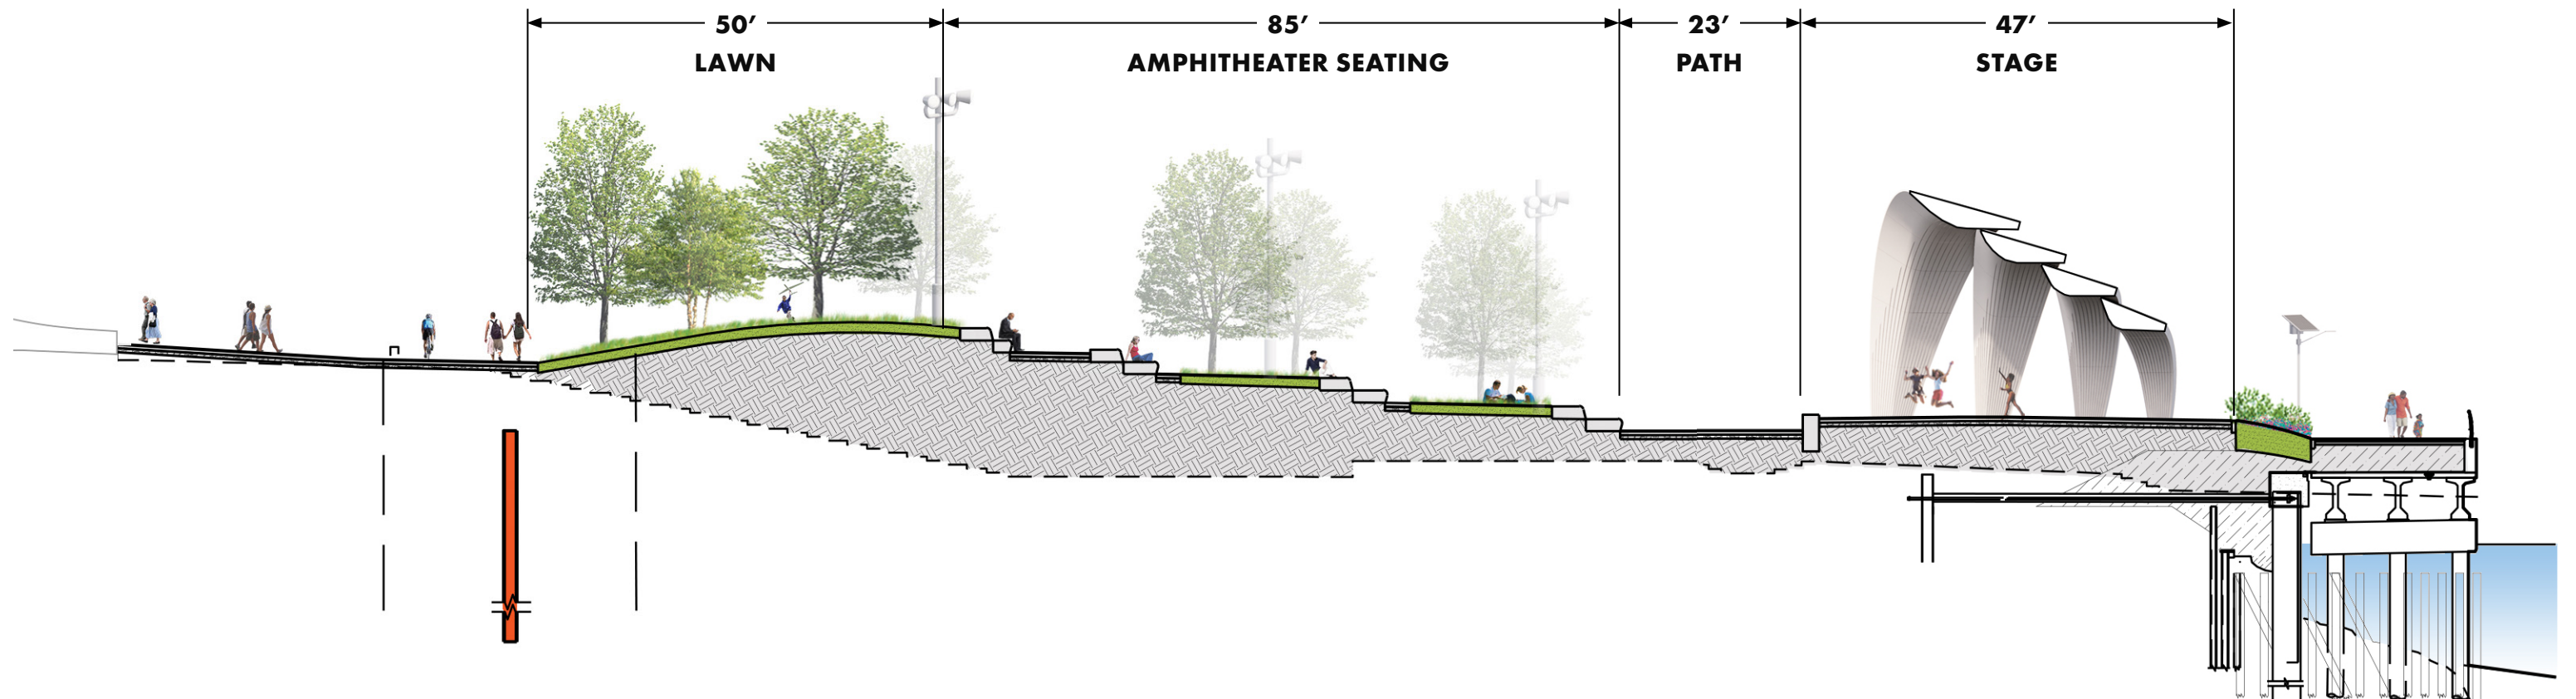 50’ 85’ 23’ 47’
LAWN AMPHITHEATER SEATING PATH STAGE